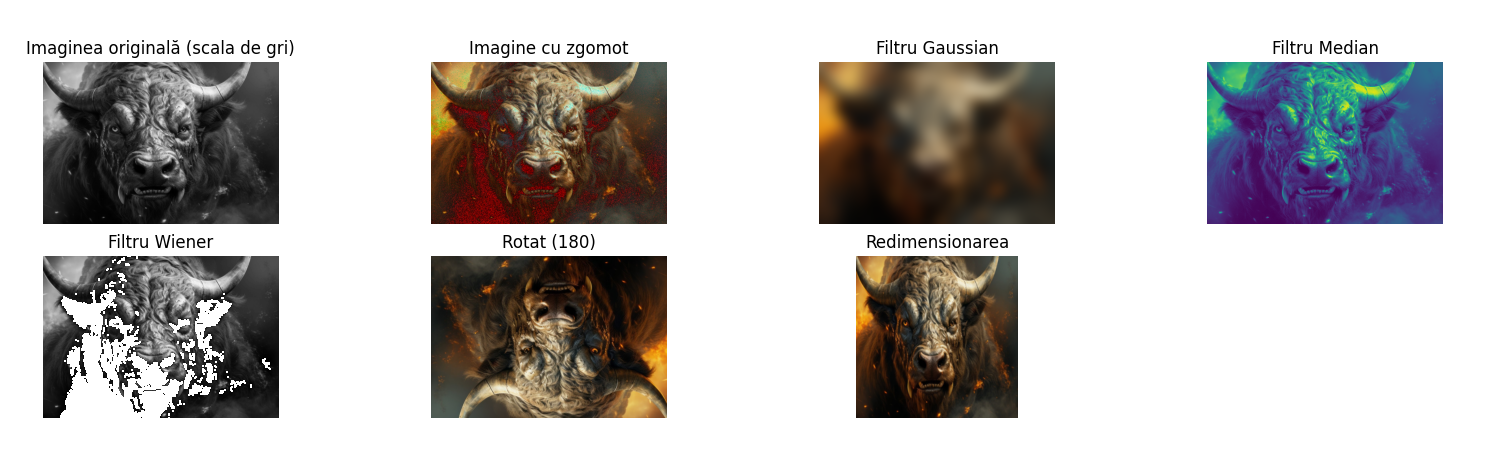 Imaginea originală (scala de gri)
Imagine cu zgomot
Filtru Gaussian
Filtru Median
Filtru Wiener
Rotat (180)
Redimensionarea